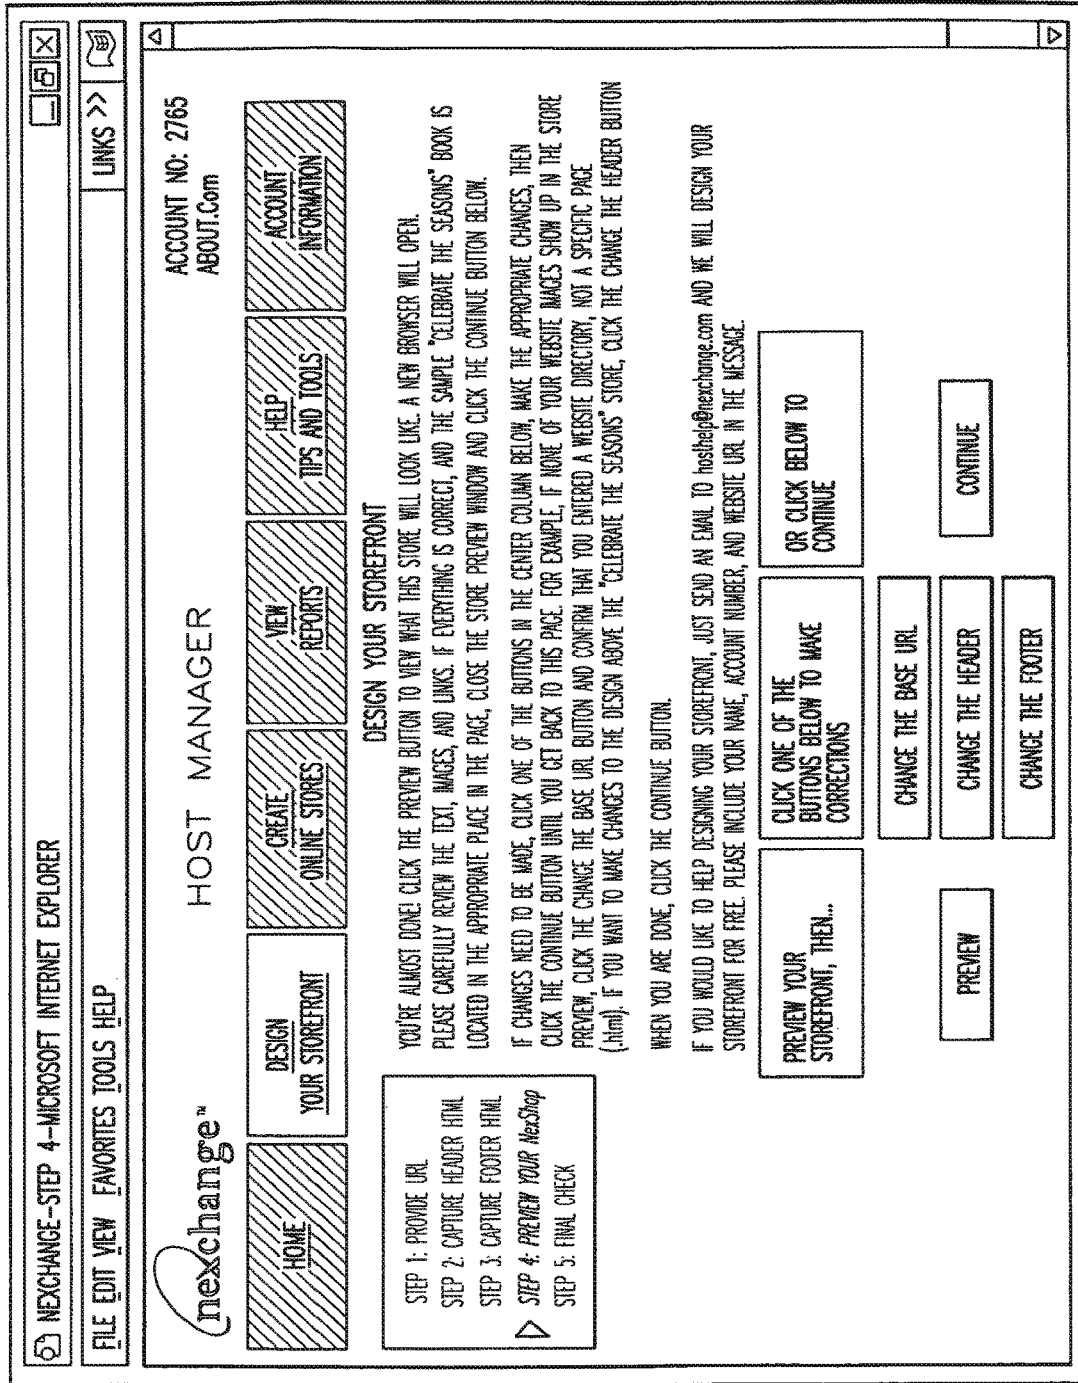 NEXCHANGE-STEP 4-MICROSOFT INTERNET EXPLORER
FILE EDIT VIEW FAVORITES TOOLS HELP
LINKS >>
nexchange™
HOST MANAGER
ACCOUNT NO: 2765
ABOUT.Com
HOME
DESIGN
YOUR STOREFRONT
CREATE
ONLINE STORES
VIEW
REPORTS
HELP
TIPS AND TOOLS
ACCOUNT
INFORMATION
STEP 1: PROVIDE URL
STEP 2: CAPTURE HEADER HTML
STEP 3: CAPTURE FOOTER HTML
STEP 4: PREVIEW YOUR NexShop
STEP 5: FINAL CHECK
DESIGN YOUR STOREFRONT
YOU'RE ALMOST DONE! CLICK THE PREVIEW BUTTON TO VIEW WHAT THIS STORE WILL LOOK LIKE. A NEW BROWSER WILL OPEN.
PLEASE CAREFULLY REVIEW THE TEXT, IMAGES, AND LINKS. IF EVERYTHING IS CORRECT, AND THE SAMPLE "CELEBRATE THE SEASONS" BOOK IS
LOCATED IN THE APPROPRIATE PLACE IN THE PAGE, CLOSE THE STORE PREVIEW WINDOW AND CLICK THE CONTINUE BUTTON BELOW.
IF CHANGES NEED TO BE MADE, CLICK ONE OF THE BUTTONS IN THE CENTER COLUMN BELOW, MAKE THE APPROPRIATE CHANGES, THEN
CLICK THE CONTINUE BUTTON UNTIL YOU GET BACK TO THIS PAGE. FOR EXAMPLE, IF NONE OF YOUR WEBSITE IMAGES SHOW UP IN THE STORE
PREVIEW, CLICK THE CHANGE THE BASE URL BUTTON AND CONFIRM THAT YOU ENTERED A WEBSITE DIRECTORY, NOT A SPECIFIC PAGE
(.html). IF YOU WANT TO MAKE CHANGES TO THE DESIGN ABOVE THE "CELEBRATE THE SEASONS" STORE, CLICK THE CHANGE THE HEADER BUTTON
WHEN YOU ARE DONE, CLICK THE CONTINUE BUTTON.
IF YOU WOULD LIKE TO HELP DESIGNING YOUR STOREFRONT, JUST SEND AN EMAIL TO hosthelp@nexchange.com AND WE WILL DESIGN YOUR
STOREFRONT FOR FREE. PLEASE INCLUDE YOUR NAME, ACCOUNT NUMBER, AND WEBSITE URL IN THE MESSAGE.
PREVIEW YOUR
STOREFRONT, THEN...
CLICK ONE OF THE
BUTTONS BELOW TO MAKE
CORRECTIONS
OR CLICK BELOW TO
CONTINUE
PREVIEW
CHANGE THE BASE URL
CHANGE THE HEADER
CHANGE THE FOOTER
CONTINUE